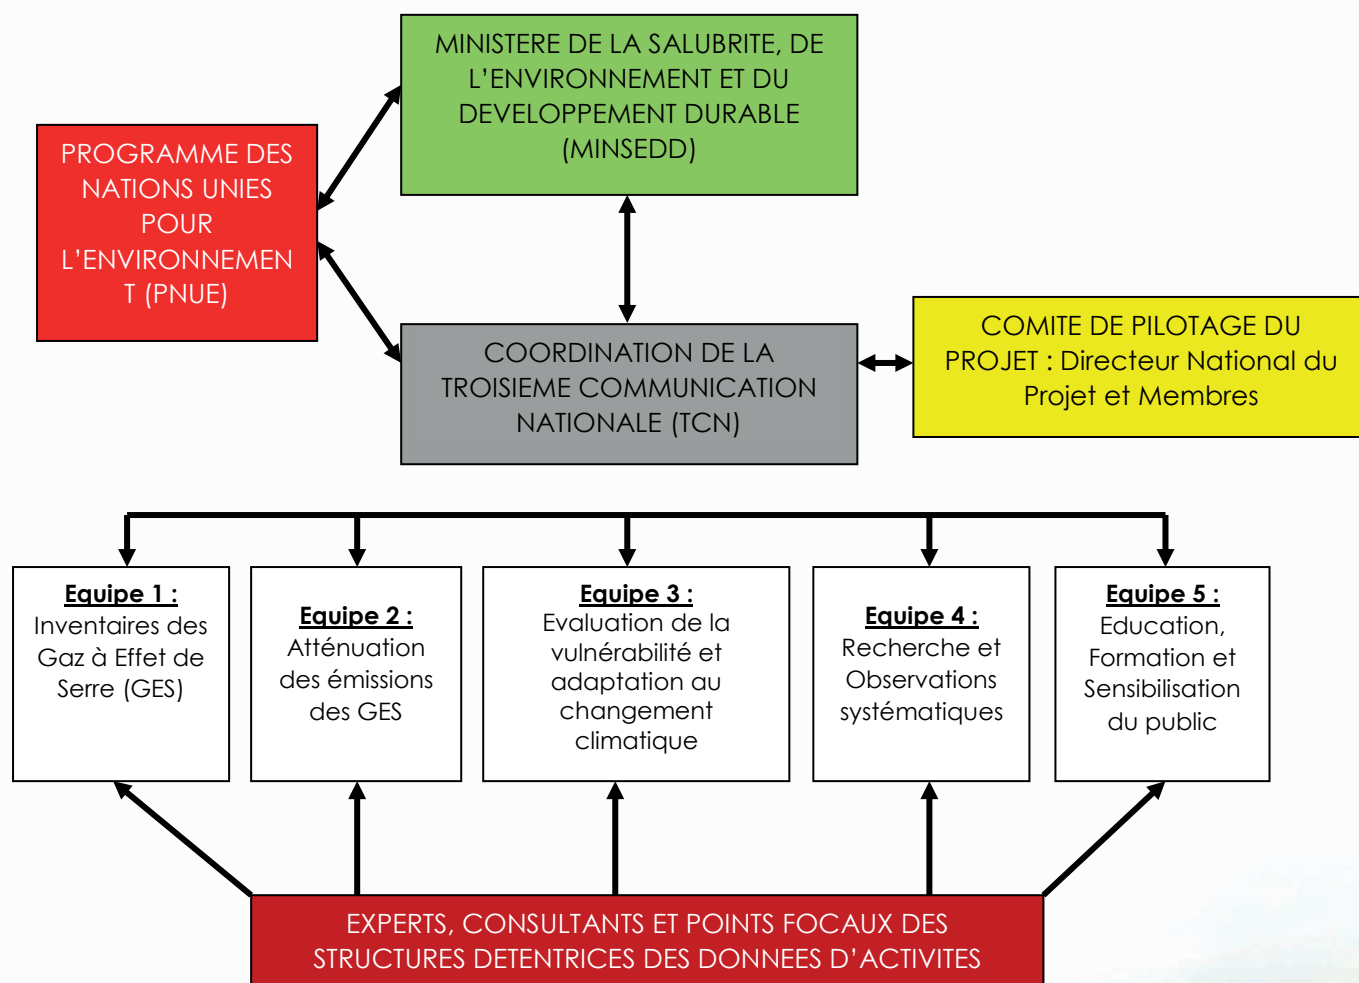 MINISTERE DE LA SALUBRITE, DE
L’ENVIRONNEMENT ET DU
DEVELOPPEMENT DURABLE
(MINSEDD)
PROGRAMME DES
NATIONS UNIES
POUR
L’ENVIRONNEMEN
T (PNUE)
COORDINATION DE LA
TROISIEME COMMUNICATION
NATIONALE (TCN)
COMITE DE PILOTAGE DU
PROJET : Directeur National du
Projet et Membres
Equipe 1 :
Inventaires des
Gaz à Effet de
Serre (GES)
Equipe 2 :
Atténuation
des émissions
des GES
Equipe 3 :
Evaluation de la
vulnérabilité et
adaptation au
changement
climatique
Equipe 4 :
Recherche et
Observations
systématiques
Equipe 5 :
Education,
Formation et
Sensibilisation
du public
EXPERTS, CONSULTANTS ET POINTS FOCAUX DES
STRUCTURES DETENTRICES DES DONNEES D’ACTIVITES